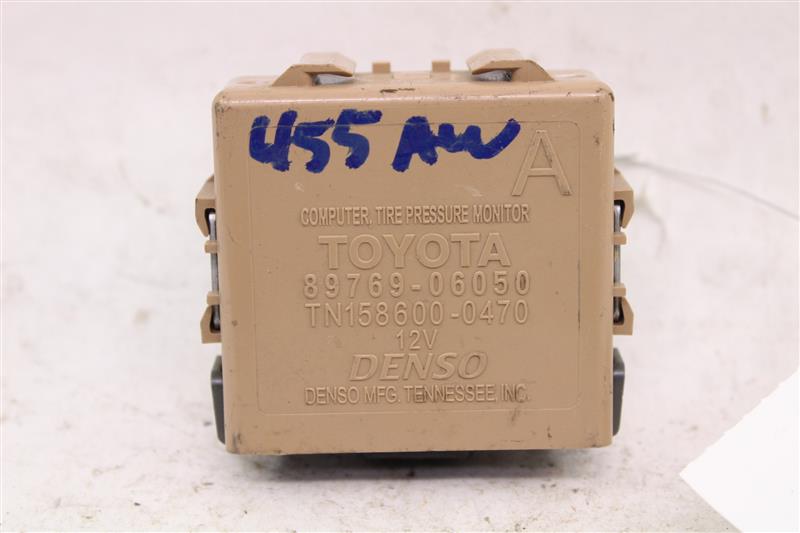 455 AW
A
COMPUTER, TIRE PRESSURE MONITOR
TOYOTA
89769-06050
TN158600-0470
12V
DENSO
DENSO MFG. TENNESSEE, INC.